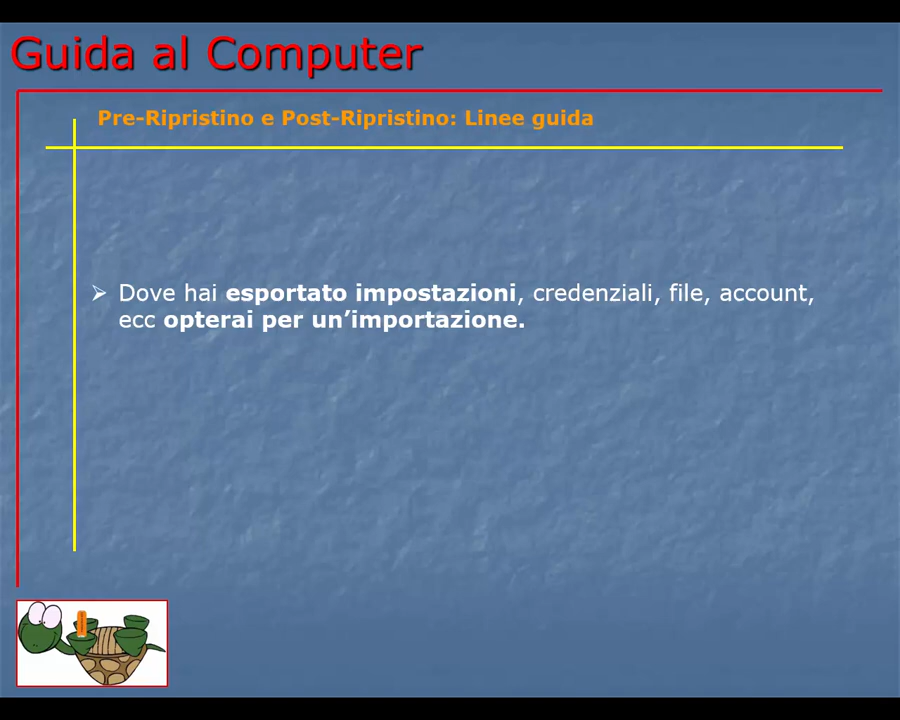 Guida al Computer
Pre-Ripristino e Post-Ripristino: Linee guida
Dove hai esportato impostazioni, credenziali, file, account,
ecc opterai per un’importazione.